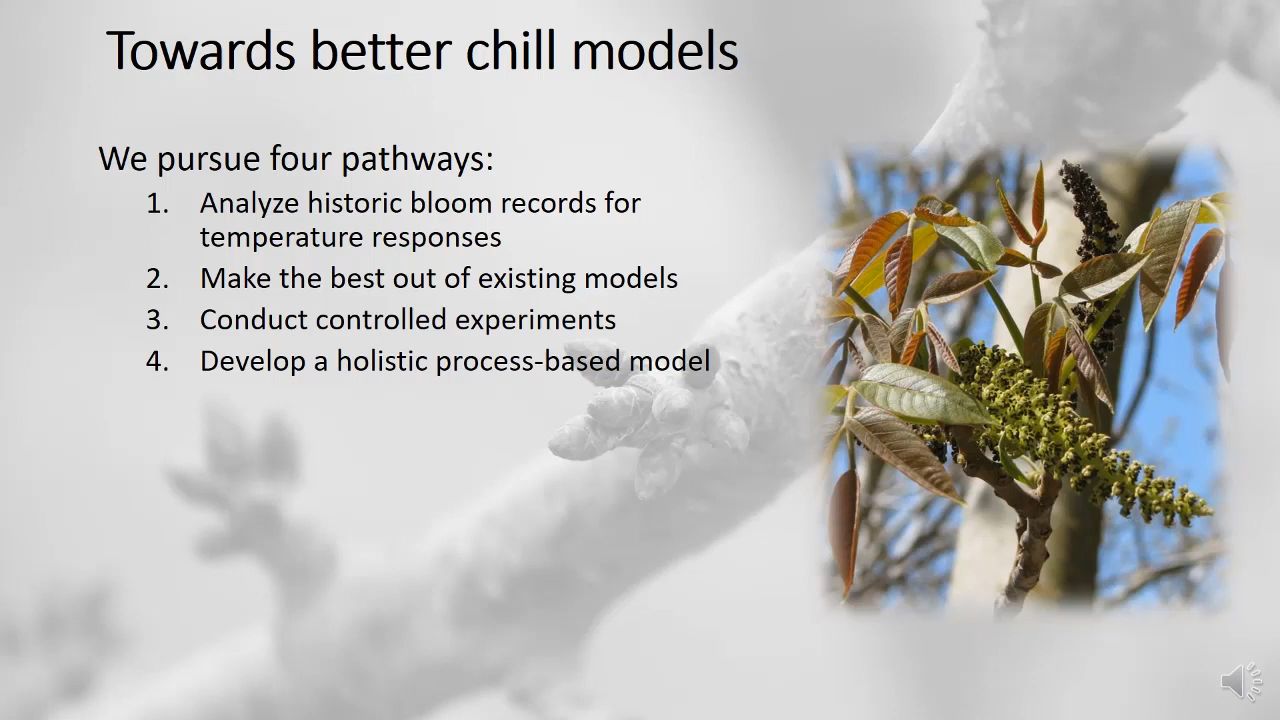 Towards better chill models
We pursue four pathways:
1. Analyze historic bloom records for
temperature responses
2. Make the best out of existing models
3. Conduct controlled experiments
4. Develop a holistic process-based model